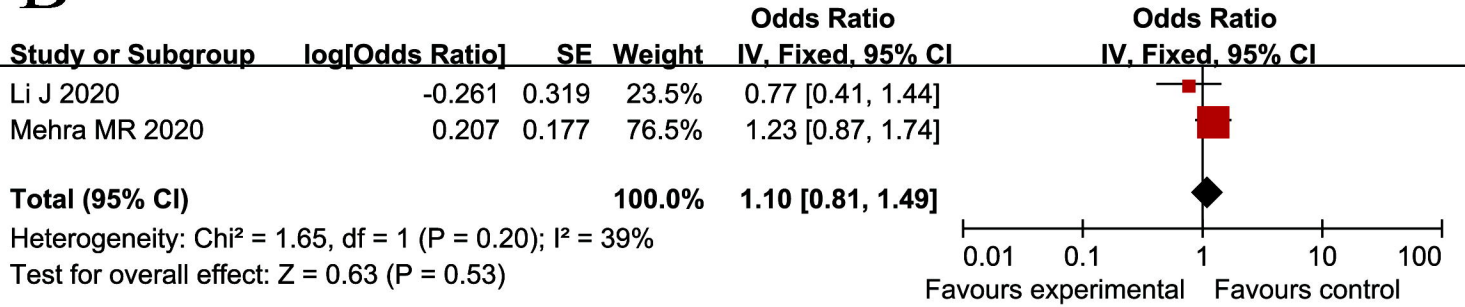 B
Odds Ratio Odds Ratio
Study or Subgroup log[Odds Ratio] SE Weight IV, Fixed, 95% CI IV, Fixed, 95% CI
Li J 2020 -0.261 0.319 23.5% 0.77 [0.41, 1.44]
Mehra MR 2020 0.207 0.177 76.5% 1.23 [0.87, 1.74]
Total (95% CI) 100.0% 1.10 [0.81, 1.49]
Heterogeneity: Chi² = 1.65, df = 1 (P = 0.20); I² = 39%
Test for overall effect: Z = 0.63 (P = 0.53)
0.01 0.1 1 10 100
Favours experimental Favours control